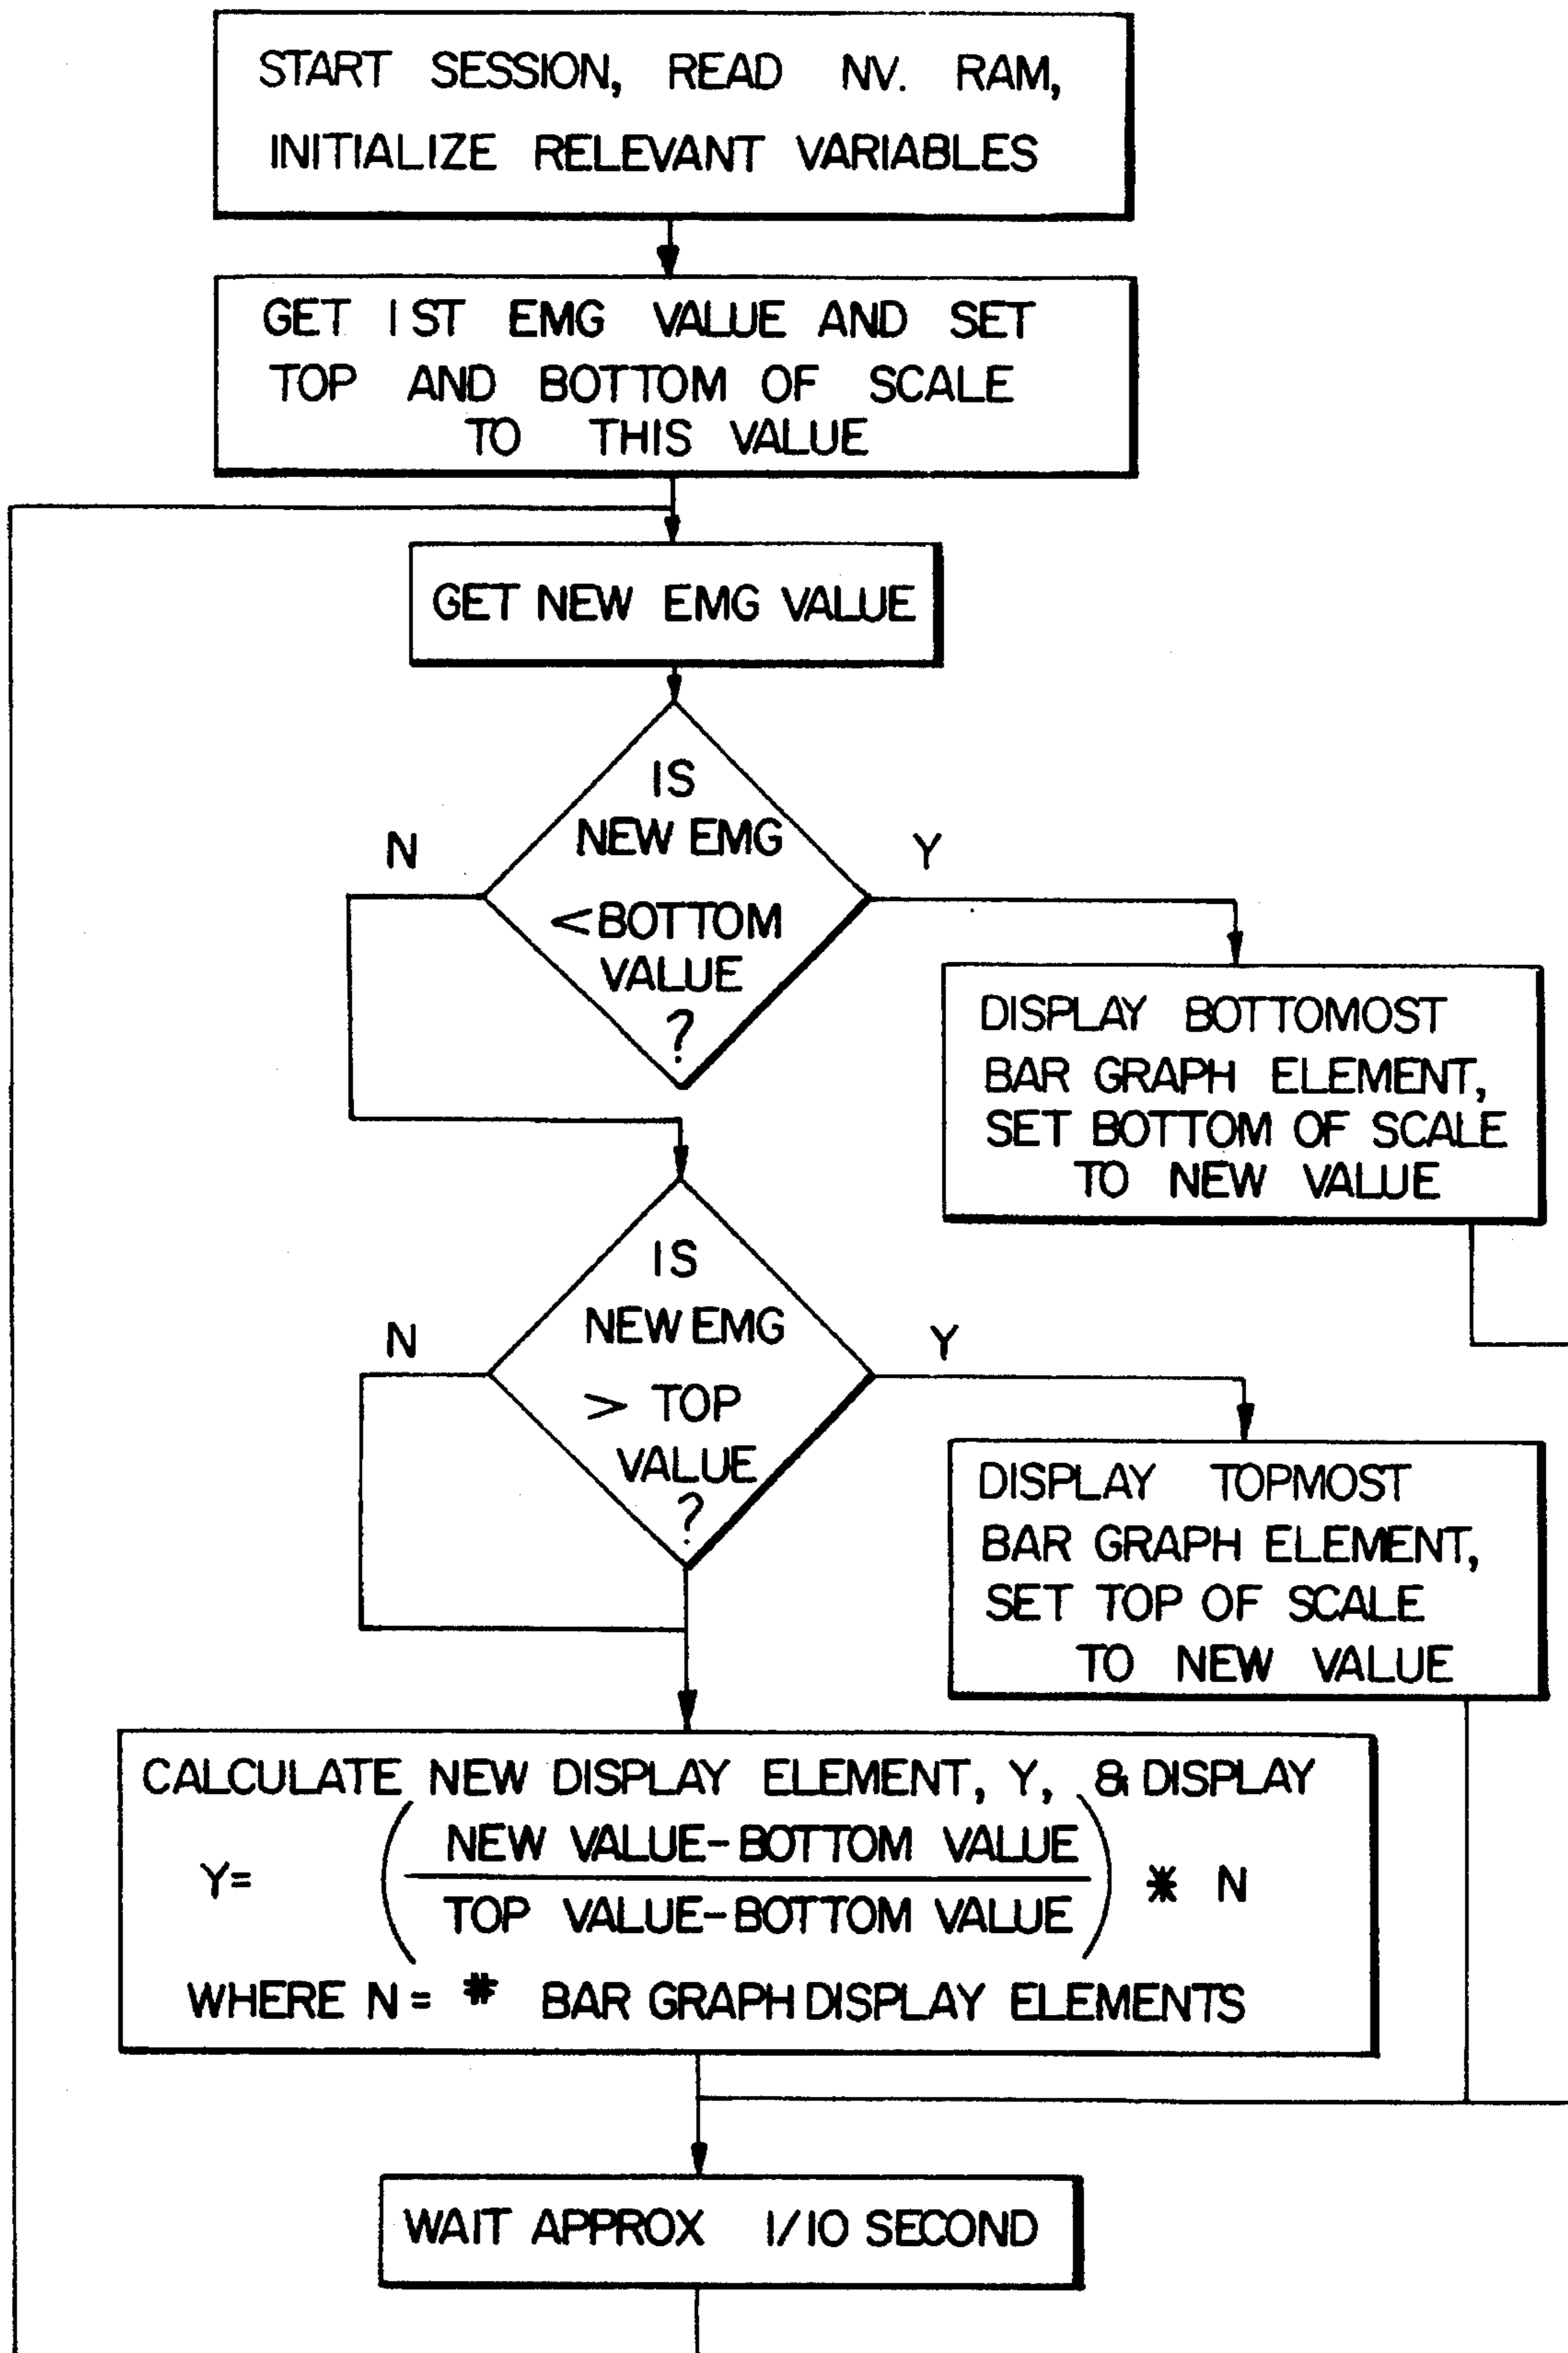 START SESSION, READ NV. RAM,
INITIALIZE RELEVANT VARIABLES
GET 1ST EMG VALUE AND SET
TOP AND BOTTOM OF SCALE
TO THIS VALUE
GET NEW EMG VALUE
IS
NEW EMG
<BOTTOM
VALUE
?
N
Y
DISPLAY BOTTOMOST
BAR GRAPH ELEMENT,
SET BOTTOM OF SCALE
TO NEW VALUE
IS
NEW EMG
> TOP
VALUE
?
N
Y
DISPLAY TOPMOST
BAR GRAPH ELEMENT,
SET TOP OF SCALE
TO NEW VALUE
CALCULATE NEW DISPLAY ELEMENT, Y, & DISPLAY
Y= (NEW VALUE-BOTTOM VALUE
TOP VALUE-BOTTOM VALUE) * N
WHERE N= # BAR GRAPH DISPLAY ELEMENTS
WAIT APPROX 1/10 SECOND